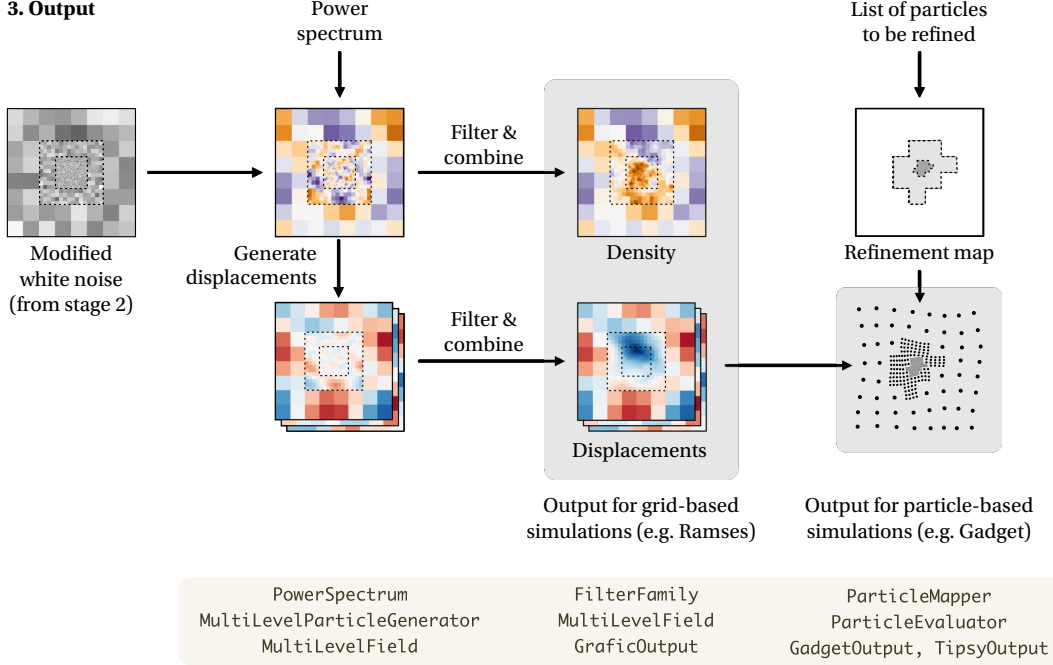 3. Output
Power
spectrum
List of particles
to be refined
Filter &
combine
Modified
white noise
(from stage 2)
Generate
displacements
Density
Refinement map
Filter &
combine
Displacements
Output for grid-based
simulations (e.g. Ramses)
Output for particle-based
simulations (e.g. Gadget)
PowerSpectrum
MultiLevelParticleGenerator
MultiLevelField
FilterFamily
MultiLevelField
GraficOutput
ParticleMapper
ParticleEvaluator
GadgetOutput, TipsyOutput